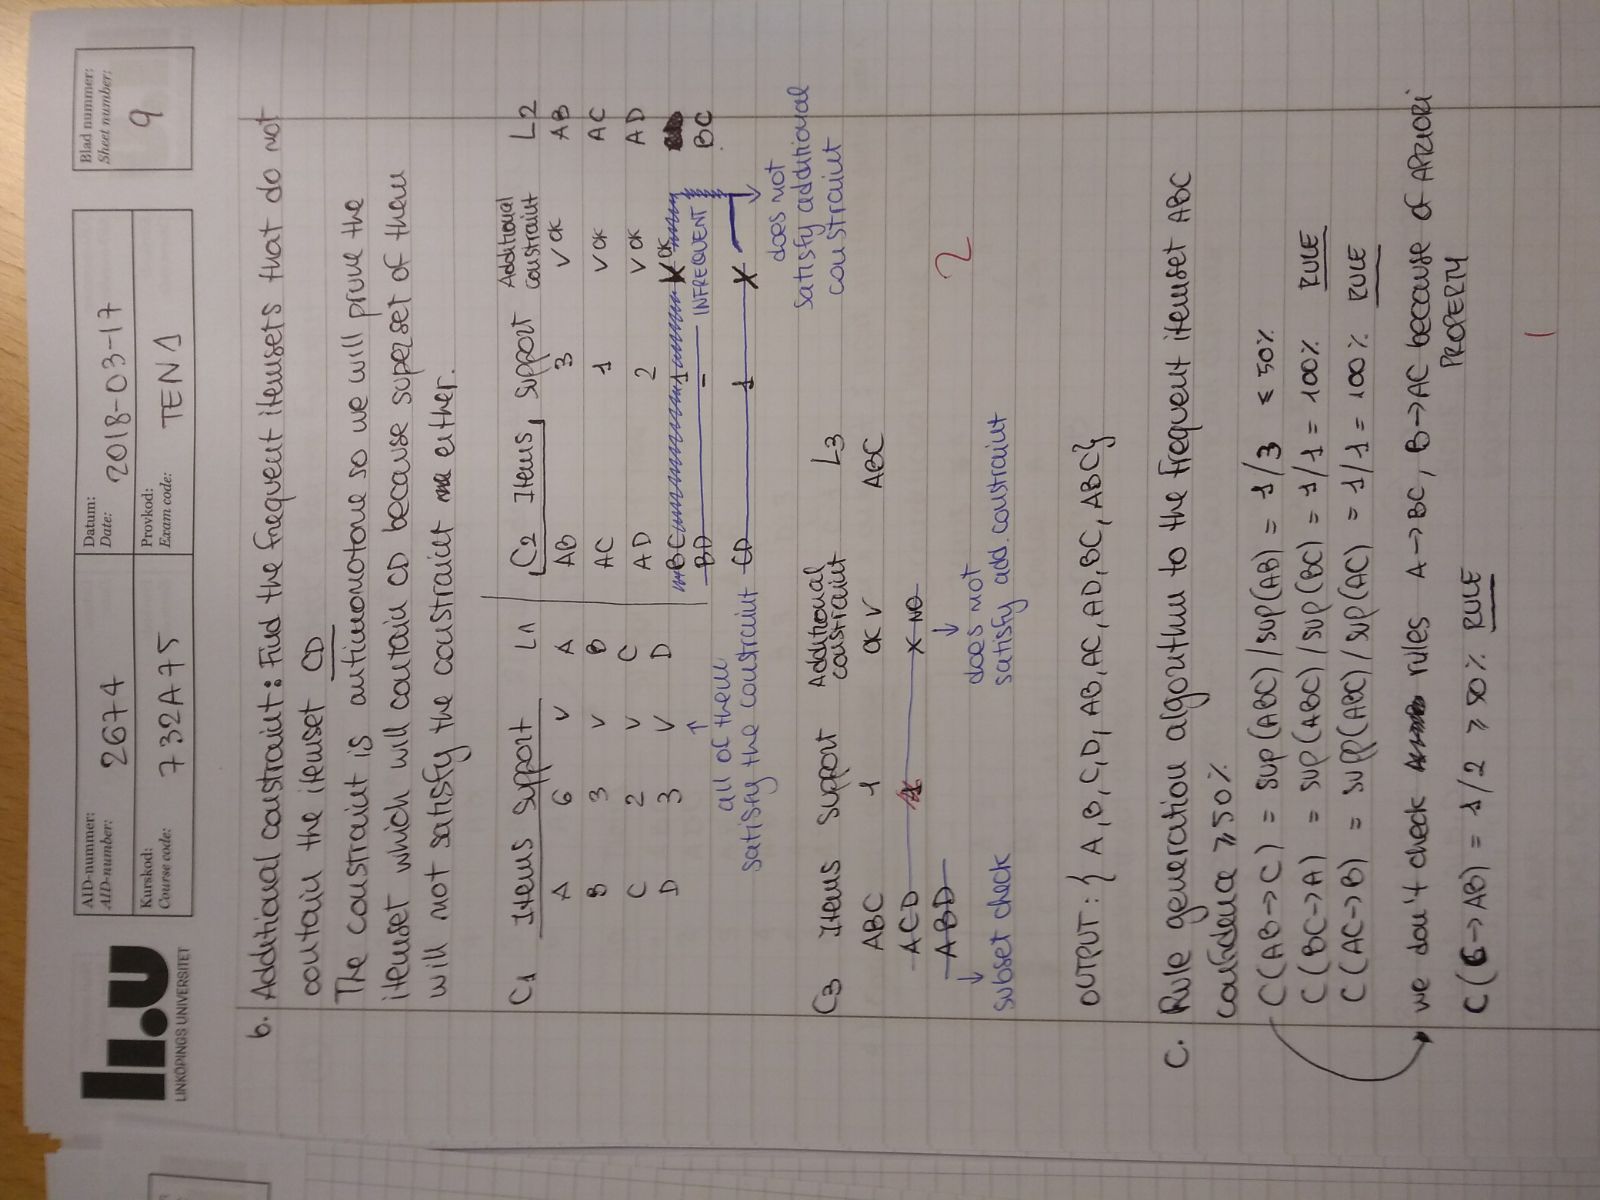 li.u
LINKÖPINGS UNIVERSITET
AID-nummer:
AID-number: 2674
Datum:
Date: 2018-03-17
Blad nummer:
Sheet number:
9
Kurskod:
Course code: 732A75
Provkod:
Exam code: TEN1
b. Additional constraint: Find the frequent itemsets that do not
contain the itemset CD
The constraint is antimonotone so we will prune the
itemset which will contain CD because superset of them
will not satisfy the constraint either.
C1 Items support L1
A 6 V A
B 3 V B
C 2 V C
D 3 V D
↑
all of them
satisfy the constraint
C2 Items support Additional constraint L2
AB 3 V OK AB
AC 1 V OK AC
AD 2 V OK AD
BC 1 OK
BD - INFREQUENT BC
CD 1 X
does not
satisfy additional
constraint
C3 Items Support Additional constraint L3
ABC 1 OK V ABC
ACD 1 X NO
ABD
↓ ↓
subset check
does not
satisfy add. constraint
2
OUTPUT: { A, B, C, D, AB, AC, AD, BC, ABC}
C. Rule generation algorithm to the frequent itemset ABC
confidence ≥ 50%
C(AB→C) = sup(ABC)/sup(AB) = 1/3 ≤ 50%
C(BC→A) = sup(ABC)/sup(BC) = 1/1 = 100% RULE
C(AC→B) = supp(ABC)/sup(AC) = 1/1 = 100% RULE
we don't check rules A→BC, B→AC because of APRIORI
PROPERTY
C(C→AB) = 1/2 ≥ 50% RULE
1